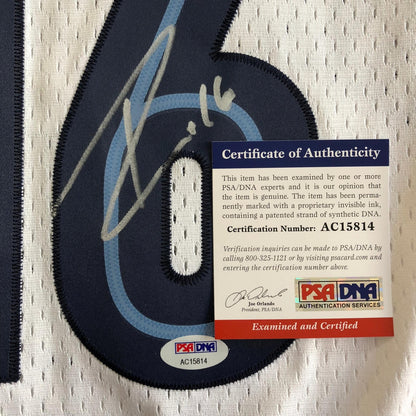 16
6
Certificate of Authenticity
This item has been examined by one or more
PSA/DNA experts and it is our opinion that
the item is genuine. The item has been perma-
nently marked with a proprietary invisible ink,
containing a patented strand of synthetic DNA.
Certification Number: AC15814
Verification inquiries can be made to PSA/DNA by
calling 800-325-1121 or by visiting psacard.com and
entering the certification number.
Joe Orlando
President, PSA/DNA
PSA DNA
AUTHENTICATION SERVICES
Examined and Certified
PSA DNA
AC15814